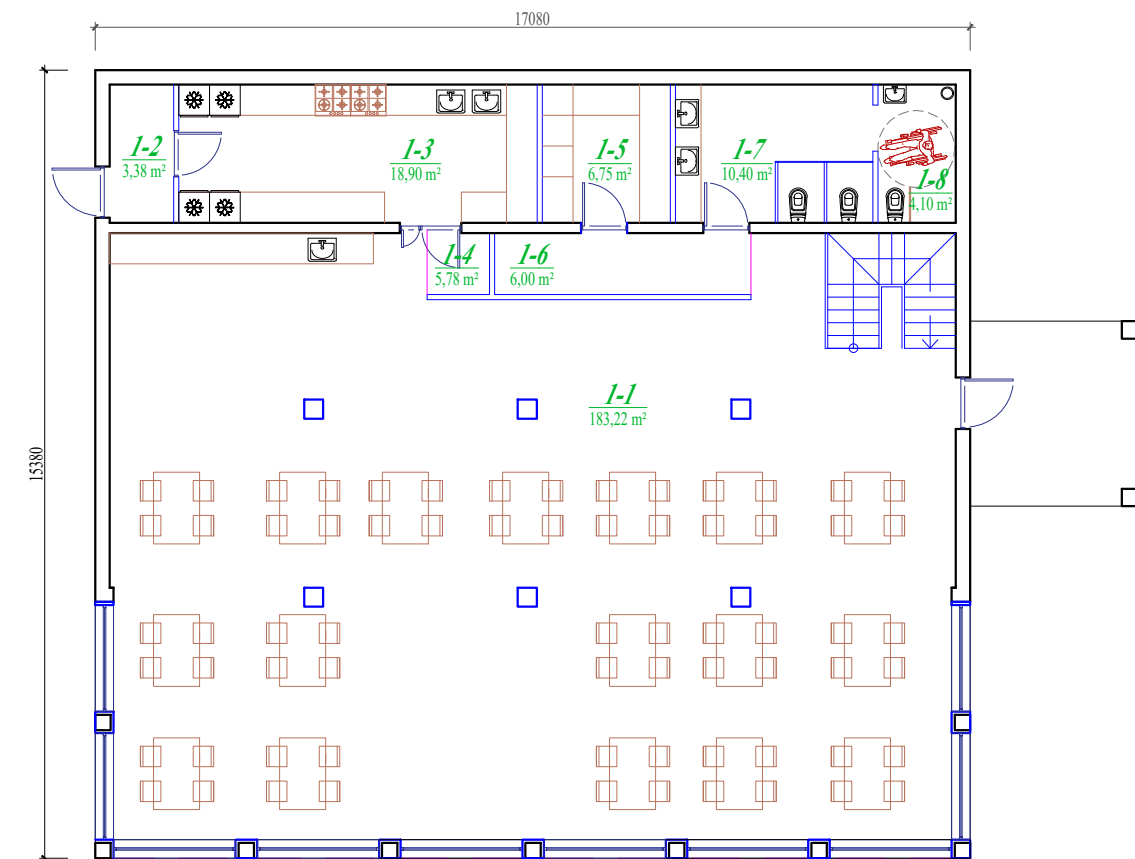 17080
15380
1-2
3,38 m²
1-3
18,90 m²
1-5
6,75 m²
1-7
10,40 m²
1-8
4,10 m²
1-4
5,78 m²
1-6
6,00 m²
1-1
183,22 m²